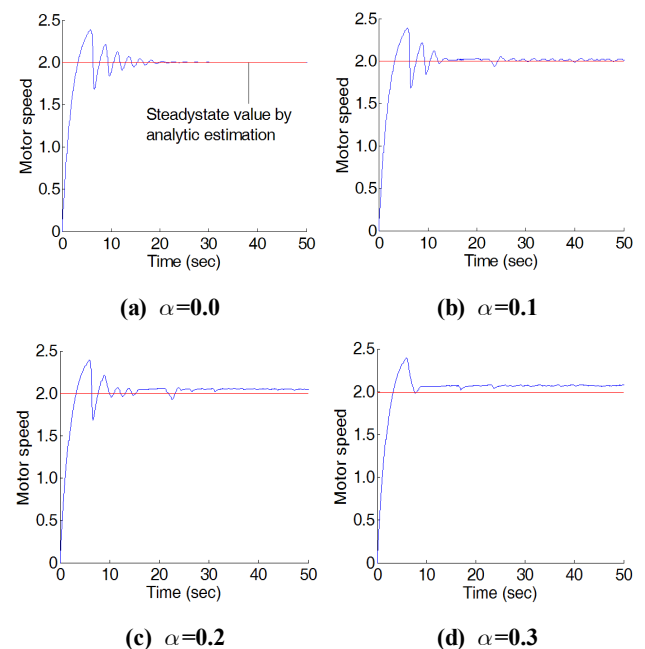 2.5
2.0
1.5
1.0
0.5
0
Motor speed
Steadystate value by
analytic estimation
0 10 20 30 40 50
Time (sec)
(a) α=0.0
2.5
2.0
1.5
1.0
0.5
0
Motor speed
0 10 20 30 40 50
Time (sec)
(b) α=0.1
2.5
2.0
1.5
1.0
0.5
0
Motor speed
0 10 20 30 40 50
Time (sec)
(c) α=0.2
2.5
2.0
1.5
1.0
0.5
0
Motor speed
0 10 20 30 40 50
Time (sec)
(d) α=0.3